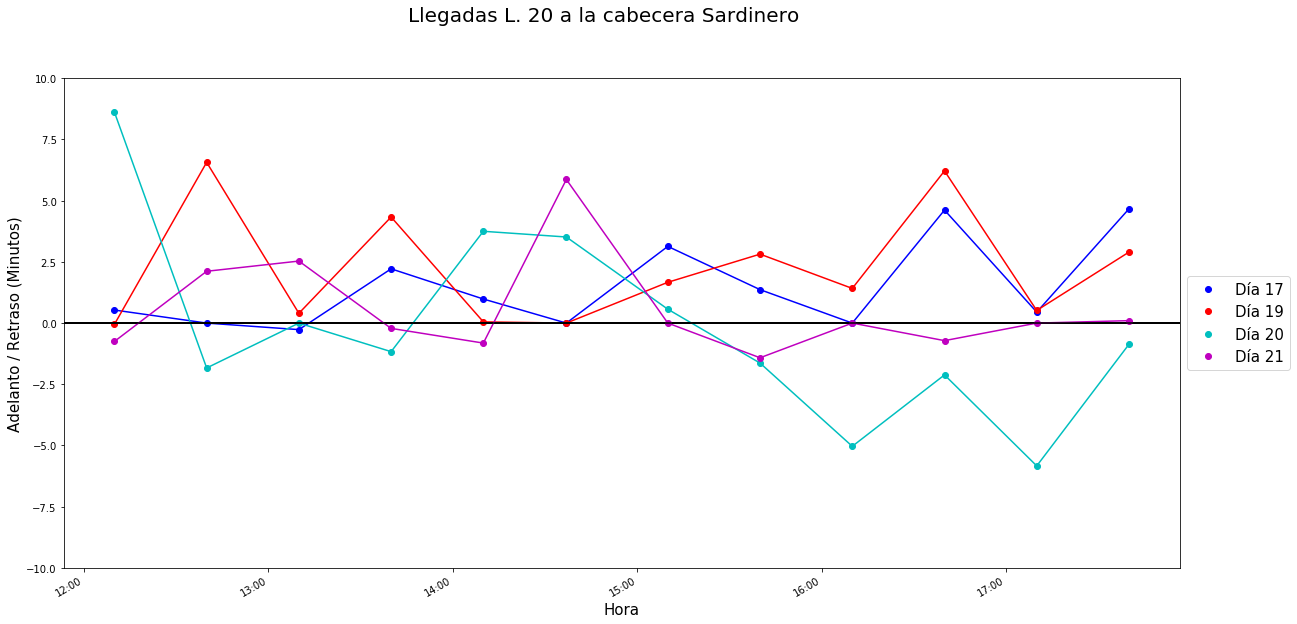 Llegadas L. 20 a la cabecera Sardinero
Adelanto / Retraso (Minutos)
10.0
7.5
5.0
2.5
0.0
−2.5
−5.0
−7.5
−10.0
12:00
13:00
14:00
15:00
16:00
17:00
Hora
Día 17
Día 19
Día 20
Día 21